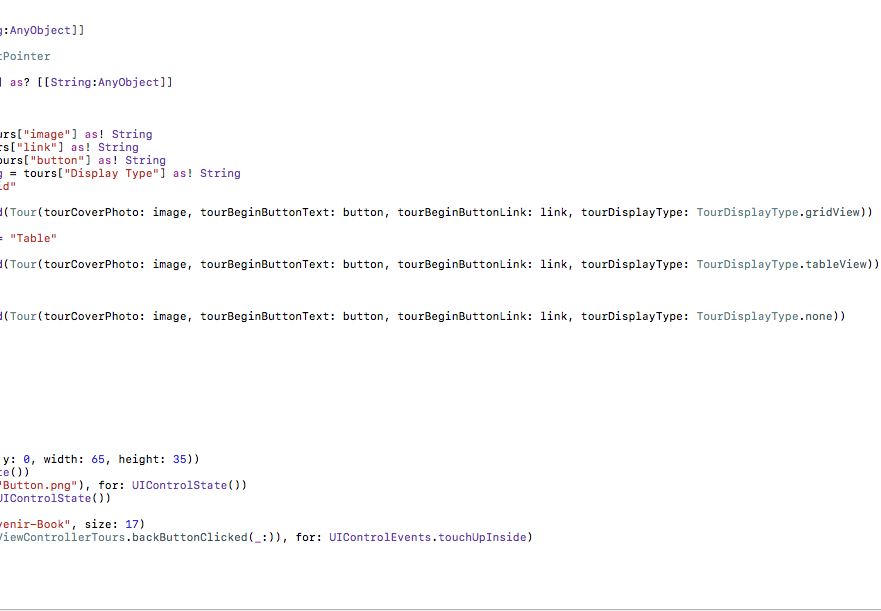 g:AnyObject]]
tPointer
] as? [[String:AnyObject]]
urs["image"] as! String
rs["link"] as! String
ours["button"] as! String
g = tours["Display Type"] as! String
id"
d(Tour(tourCoverPhoto: image, tourBeginButtonText: button, tourBeginButtonLink: link, tourDisplayType: TourDisplayType.gridView))
= "Table"
d(Tour(tourCoverPhoto: image, tourBeginButtonText: button, tourBeginButtonLink: link, tourDisplayType: TourDisplayType.tableView))
d(Tour(tourCoverPhoto: image, tourBeginButtonText: button, tourBeginButtonLink: link, tourDisplayType: TourDisplayType.none))
y: 0, width: 65, height: 35))
te())
"Button.png"), for: UIControlState())
UIControlState())
venir-Book", size: 17)
ViewControllerTours.backButtonClicked(_:)), for: UIControlEvents.touchUpInside)